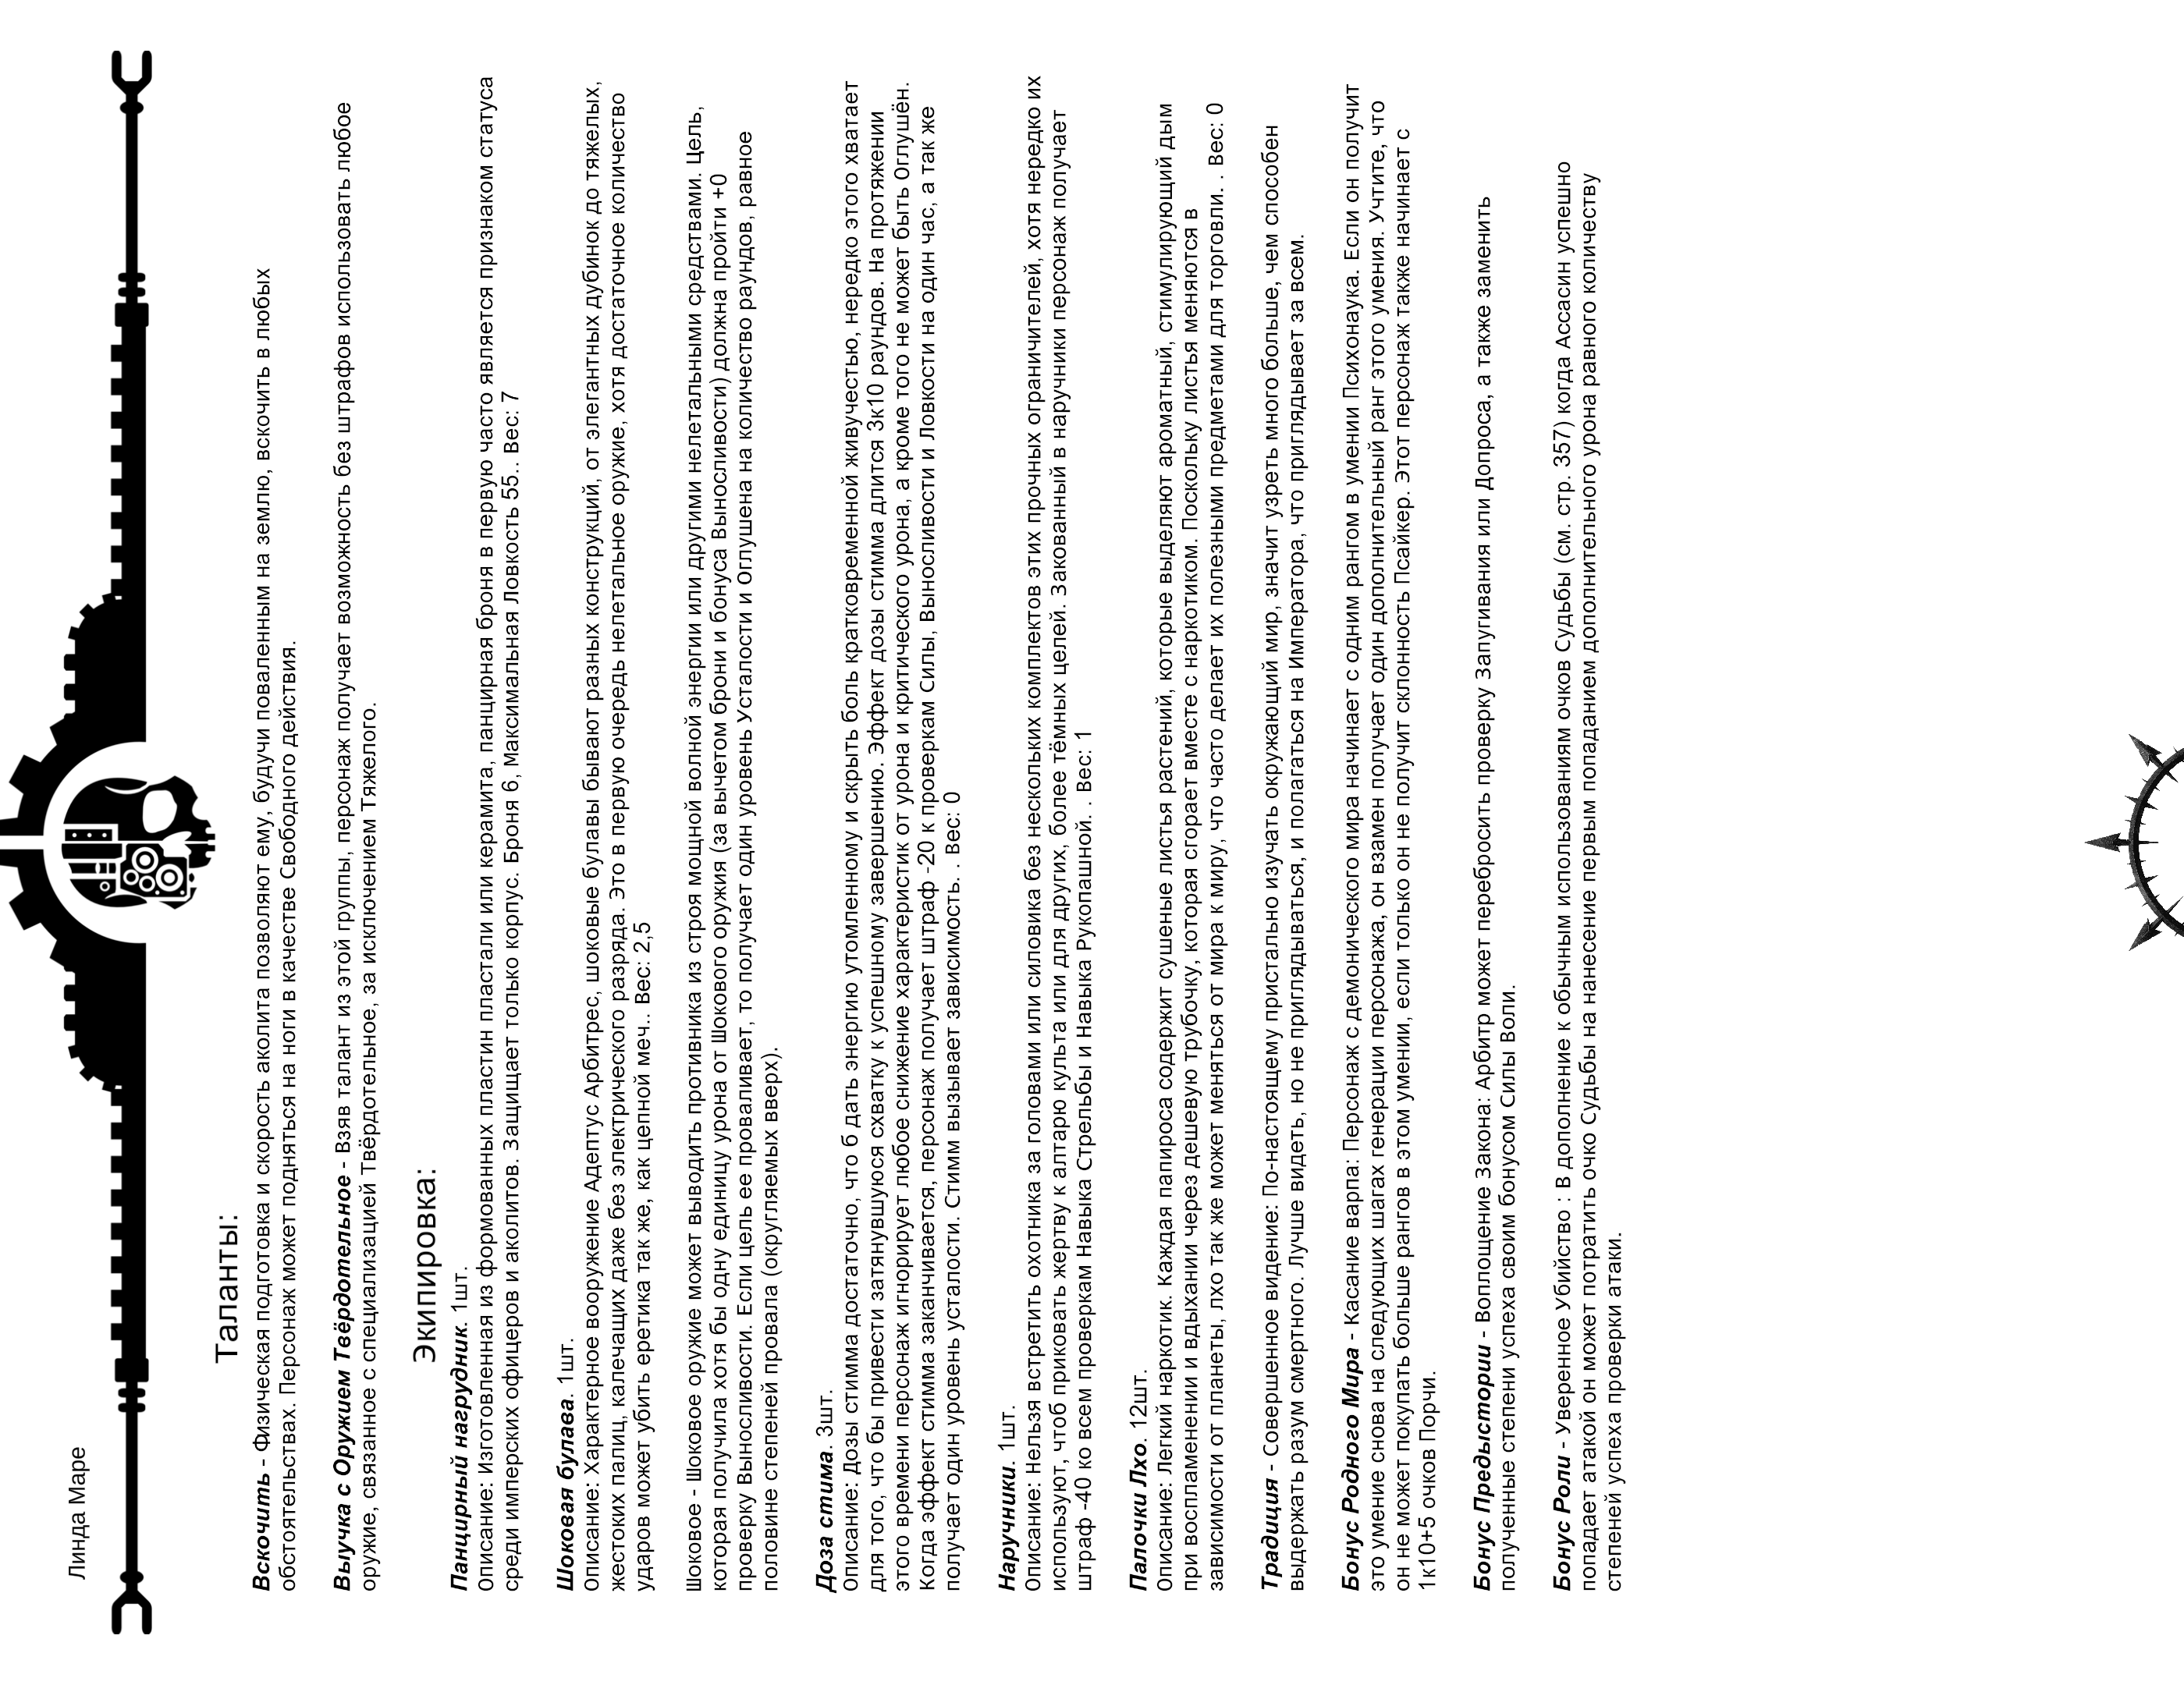 Линда Маре
Таланты:
Вскочить - Физическая подготовка и скорость аколита позволяют ему, будучи поваленным на землю, вскочить в любых
обстоятельствах. Персонаж может подняться на ноги в качестве Свободного действия.
Выучка с Оружием Твёрдотельное - Взяв талант из этой группы, персонаж получает возможность без штрафов использовать любое
оружие, связанное с специализацией Твёрдотельное, за исключением Тяжелого.
Экипировка:
Панцирный нагрудник. 1шт.
Описание: Изготовленная из формованных пластин пластали или керамита, панцирная броня в первую часто является признаком статуса
среди имперских офицеров и аколитов. Защищает только корпус. Броня 6, Максимальная Ловкость 55.. Вес: 7
Шоковая булава. 1шт.
Описание: Характерное вооружение Адептус Арбитрес, шоковые булавы бывают разных конструкций, от элегантных дубинок до тяжелых,
жестоких палиц, калечащих даже без электрического разряда. Это в первую очередь нелетальное оружие, хотя достаточное количество
ударов может убить еретика так же, как цепной меч.. Вес: 2,5
Шоковое - Шоковое оружие может выводить противника из строя мощной волной энергии или другими нелетальными средствами. Цель,
которая получила хотя бы одну единицу урона от Шокового оружия (за вычетом брони и бонуса Выносливости) должна пройти +0
проверку Выносливости. Если цель ее проваливает, то получает один уровень Усталости и Оглушена на количество раундов, равное
половине степеней провала (округляемых вверх).
Доза стима. 3шт.
Описание: Дозы стимма достаточно, что б дать энергию утомленному и скрыть боль кратковременной живучестью, нередко этого хватает
для того, что бы привести затянувшуюся схватку к успешному завершению. Эффект дозы стимма длится 3к10 раундов. На протяжении
этого времени персонаж игнорирует любое снижение характеристик от урона и критического урона, а кроме того не может быть Оглушён.
Когда эффект стимма заканчивается, персонаж получает штраф -20 к проверкам Силы, Выносливости и Ловкости на один час, а так же
получает один уровень усталости. Стимм вызывает зависимость. . Вес: 0
Наручники. 1шт.
Описание: Нельзя встретить охотника за головами или силовика без нескольких комплектов этих прочных ограничителей, хотя нередко их
используют, чтоб приковать жертву к алтарю культа или для других, более тёмных целей. Закованный в наручники персонаж получает
штраф -40 ко всем проверкам Навыка Стрельбы и Навыка Рукопашной. . Вес: 1
Палочки Лхо. 12шт.
Описание: Легкий наркотик. Каждая папироса содержит сушеные листья растений, которые выделяют ароматный, стимулирующий дым
при воспламенении и вдыхании через дешевую трубочку, которая сгорает вместе с наркотиком. Поскольку листья меняются в
зависимости от планеты, лхо так же может меняться от мира к миру, что часто делает их полезными предметами для торговли. . Вес: 0
Традиция - Совершенное видение: По-настоящему пристально изучать окружающий мир, значит узреть много больше, чем способен
выдержать разум смертного. Лучше видеть, но не приглядываться, и полагаться на Императора, что приглядывает за всем.
Бонус Родного Мира - Касание варпа: Персонаж с демонического мира начинает с одним рангом в умении Психонаука. Если он получит
это умение снова на следующих шагах генерации персонажа, он взамен получает один дополнительный ранг этого умения. Учтите, что
он не может покупать больше рангов в этом умении, если только он не получит склонность Псайкер. Этот персонаж также начинает с
1к10+5 очков Порчи.
Бонус Предыстории - Воплощение Закона: Арбитр может перебросить проверку Запугивания или Допроса, а также заменить
полученные степени успеха своим бонусом Силы Воли.
Бонус Роли - Уверенное Убийство : В дополнение к обычным использованиям очков Судьбы (см. стр. 357) когда Ассасин успешно
попадает атакой он может потратить очко Судьбы на нанесение первым попаданием дополнительного урона равного количеству
степеней успеха проверки атаки.